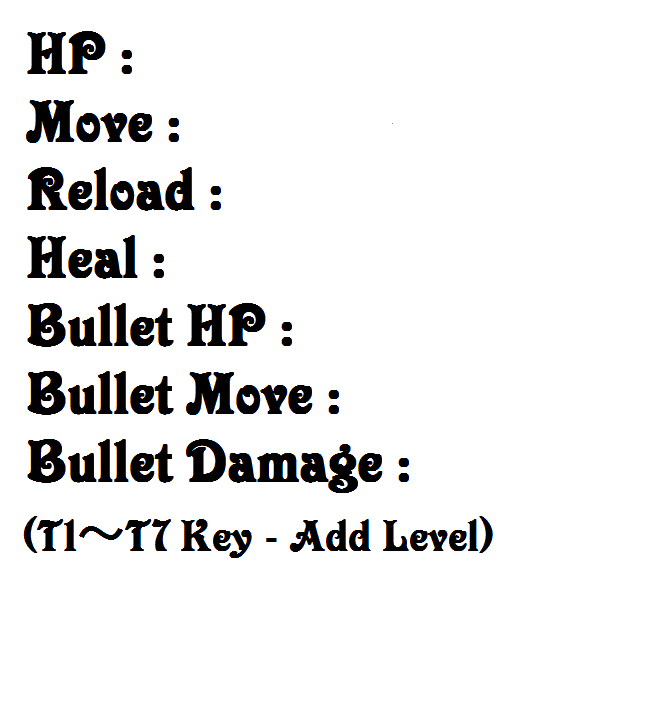 HP :
Move :
Reload :
Heal :
Bullet HP :
Bullet Move :
Bullet Damage :
(T1～T7 Key - Add Level)